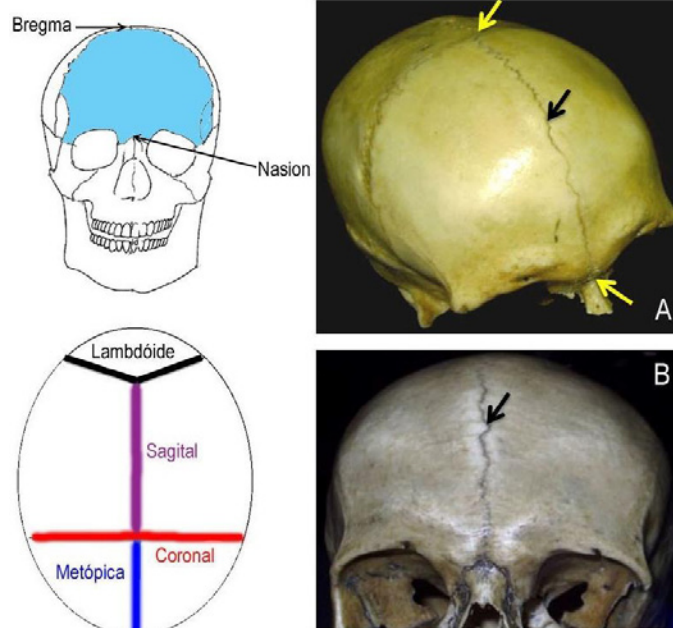 Bregma
Nasion
A
Lambdóide
Sagital
Coronal
Metópica
B